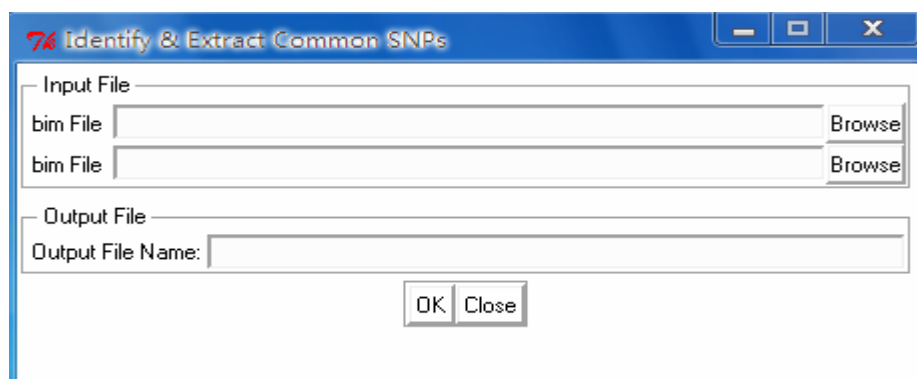 7k Identify & Extract Common SNPs
Input File
bim File Browse
bim File Browse
Output File
Output File Name:
OK Close